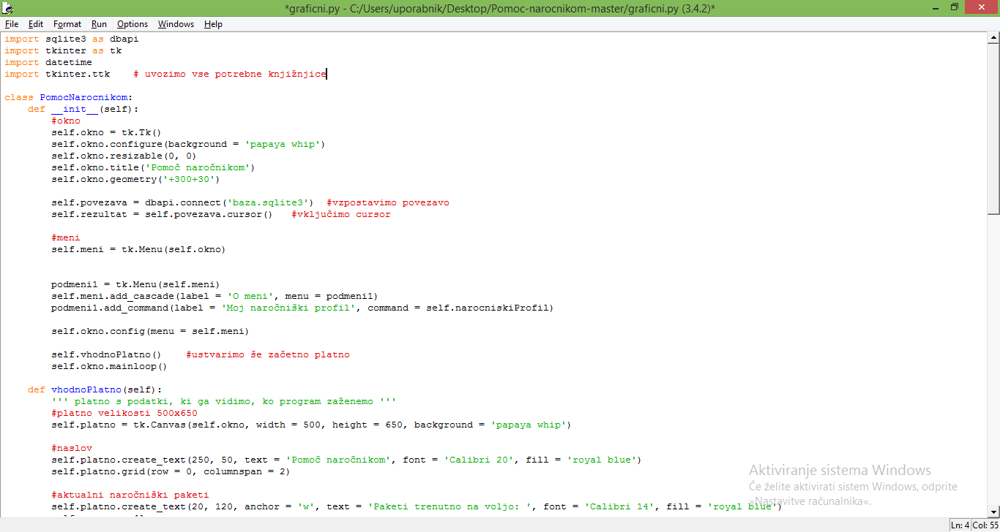 *graficni.py - C:/Users/uporabnik/Desktop/Pomoc-narocnikom-master/graficni.py (3.4.2)*
File Edit Format Run Options Windows Help
import sqlite3 as dbapi
import tkinter as tk
import datetime
import tkinter.ttk    # uvozimo vse potrebne knjižnjice
class PomocNarocnikom:
    def __init__(self):
        #okno
        self.okno = tk.Tk()
        self.okno.configure(background = 'papaya whip')
        self.okno.resizable(0, 0)
        self.okno.title('Pomoč naročnikom')
        self.okno.geometry('+300+30')
        self.povezava = dbapi.connect('baza.sqlite3')  #vzpostavimo povezavo
        self.rezultat = self.povezava.cursor()   #vključimo cursor
        #meni
        self.meni = tk.Menu(self.okno)
        podmeni1 = tk.Menu(self.meni)
        self.meni.add_cascade(label = 'O meni', menu = podmeni1)
        podmeni1.add_command(label = 'Moj naročniški profil', command = self.narocniskiProfil)
        self.okno.config(menu = self.meni)
        self.vhodnoPlatno()    #ustvarimo še začetno platno
        self.okno.mainloop()
    def vhodnoPlatno(self):
        ''' platno s podatki, ki ga vidimo, ko program zaženemo '''
        #platno velikosti 500x650
        self.platno = tk.Canvas(self.okno, width = 500, height = 650, background = 'papaya whip')
        #naslov
        self.platno.create_text(250, 50, text = 'Pomoč naročnikom', font = 'Calibri 20', fill = 'royal blue')
        self.platno.grid(row = 0, columnspan = 2)
        #aktualni naročniški paketi
        self.platno.create_text(20, 120, anchor = 'w', text = 'Paketi trenutno na voljo: ', font = 'Calibri 14', fill = 'royal blue')
Aktiviranje sistema Windows
Če želite aktivirati sistem Windows, odprite
»Nastavitve računalnika«.
Ln: 4 Col: 55